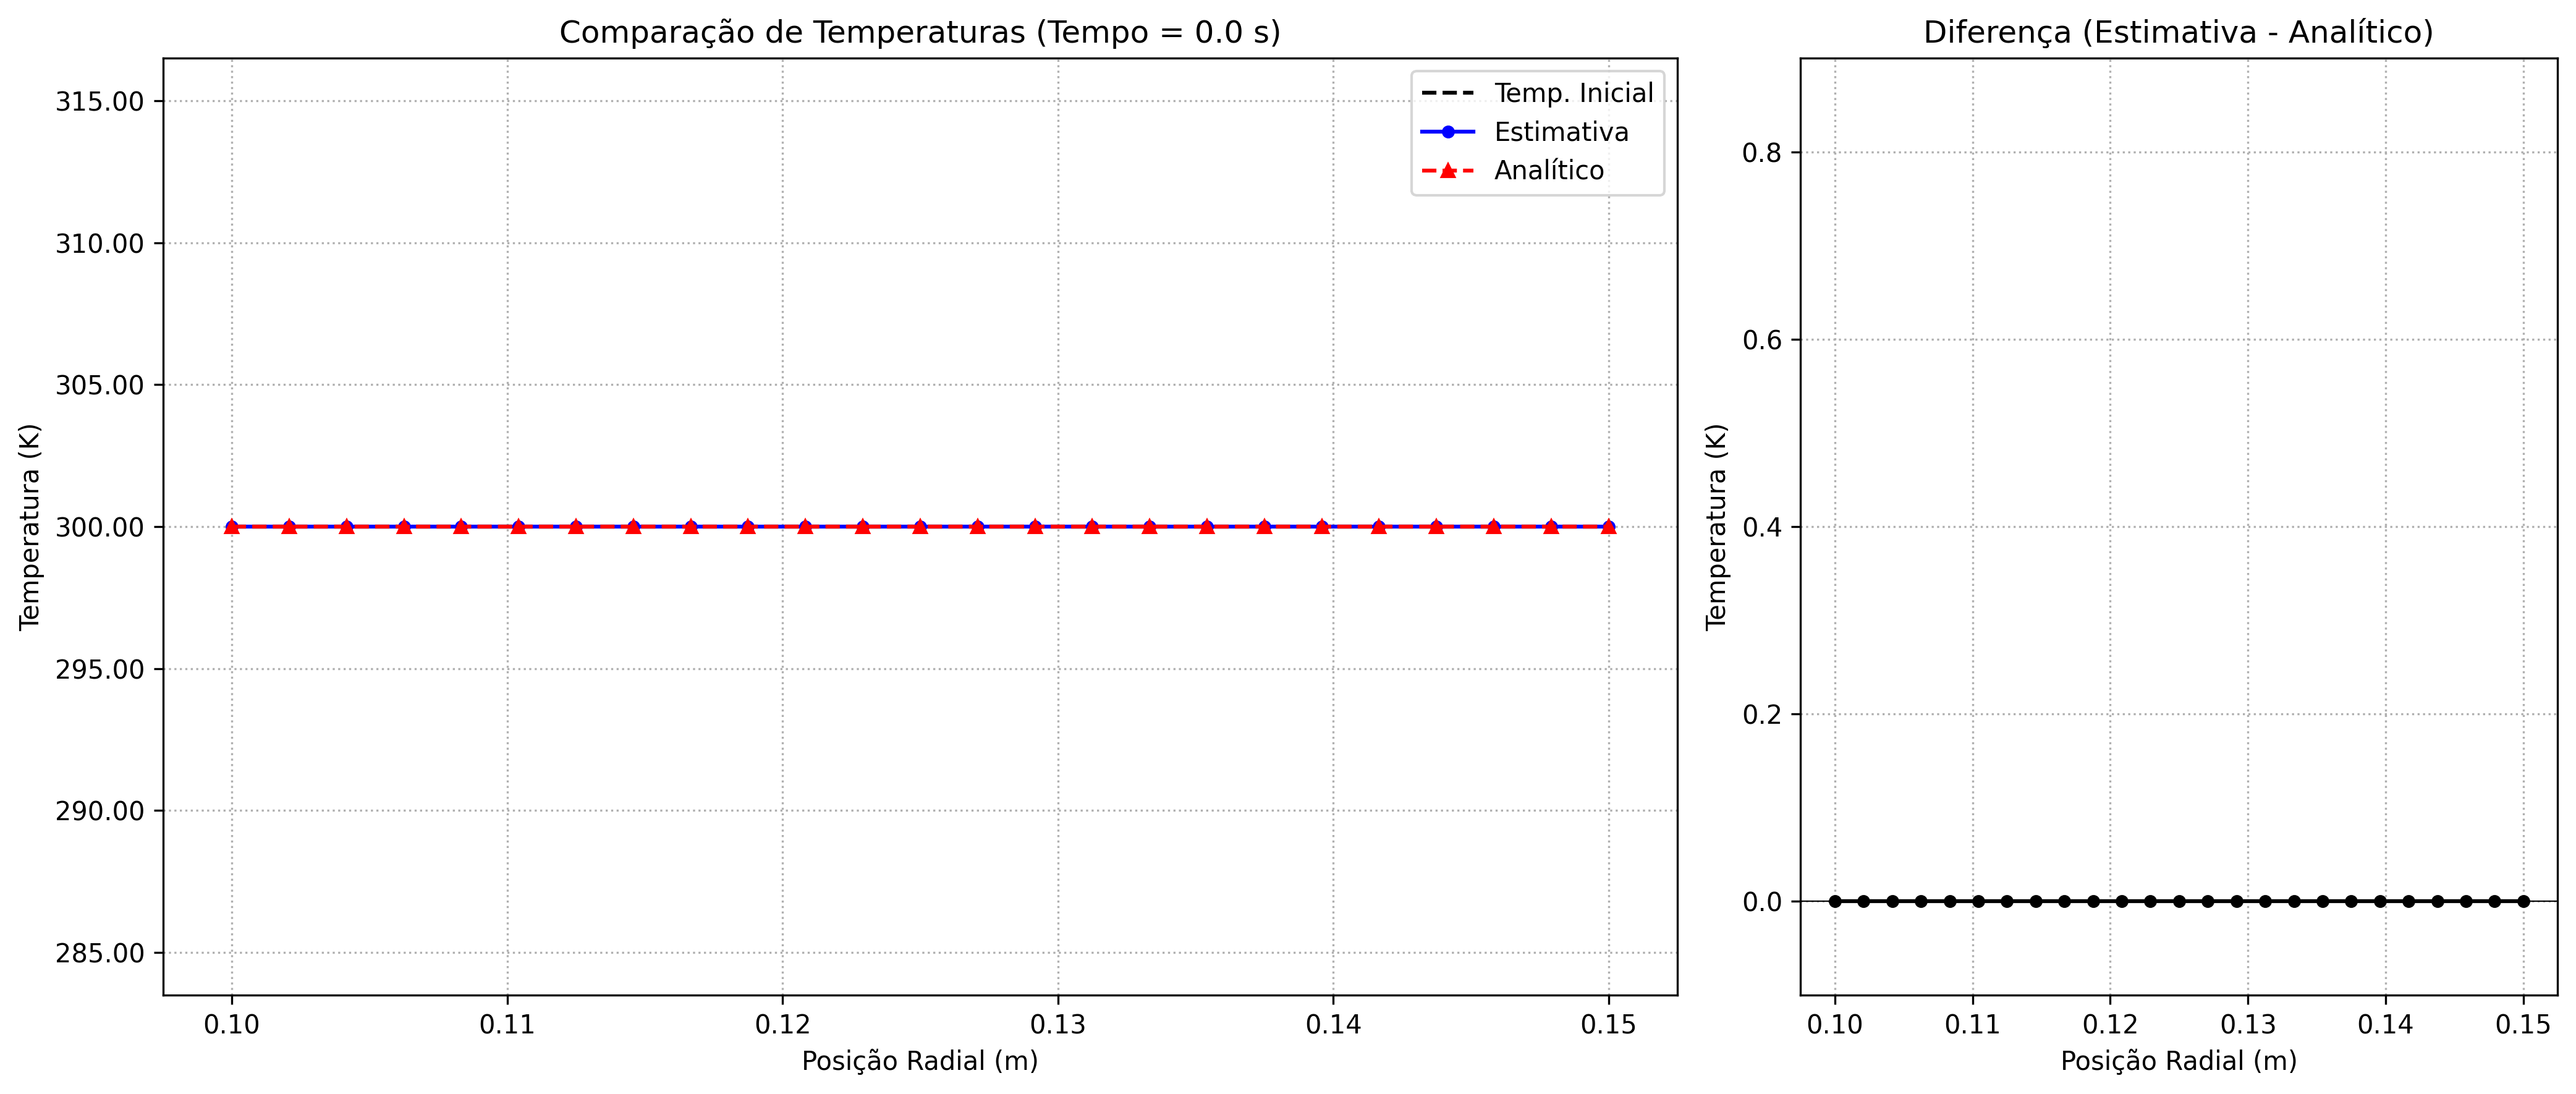 Comparação de Temperaturas (Tempo = 0.0 s)
Temp. Inicial
Estimativa
Analítico
Temperatura (K)
315.00
310.00
305.00
300.00
295.00
290.00
285.00
0.10 0.11 0.12 0.13 0.14 0.15
Posição Radial (m)
Diferença (Estimativa - Analítico)
Temperatura (K)
0.8
0.6
0.4
0.2
0.0
0.10 0.11 0.12 0.13 0.14 0.15
Posição Radial (m)